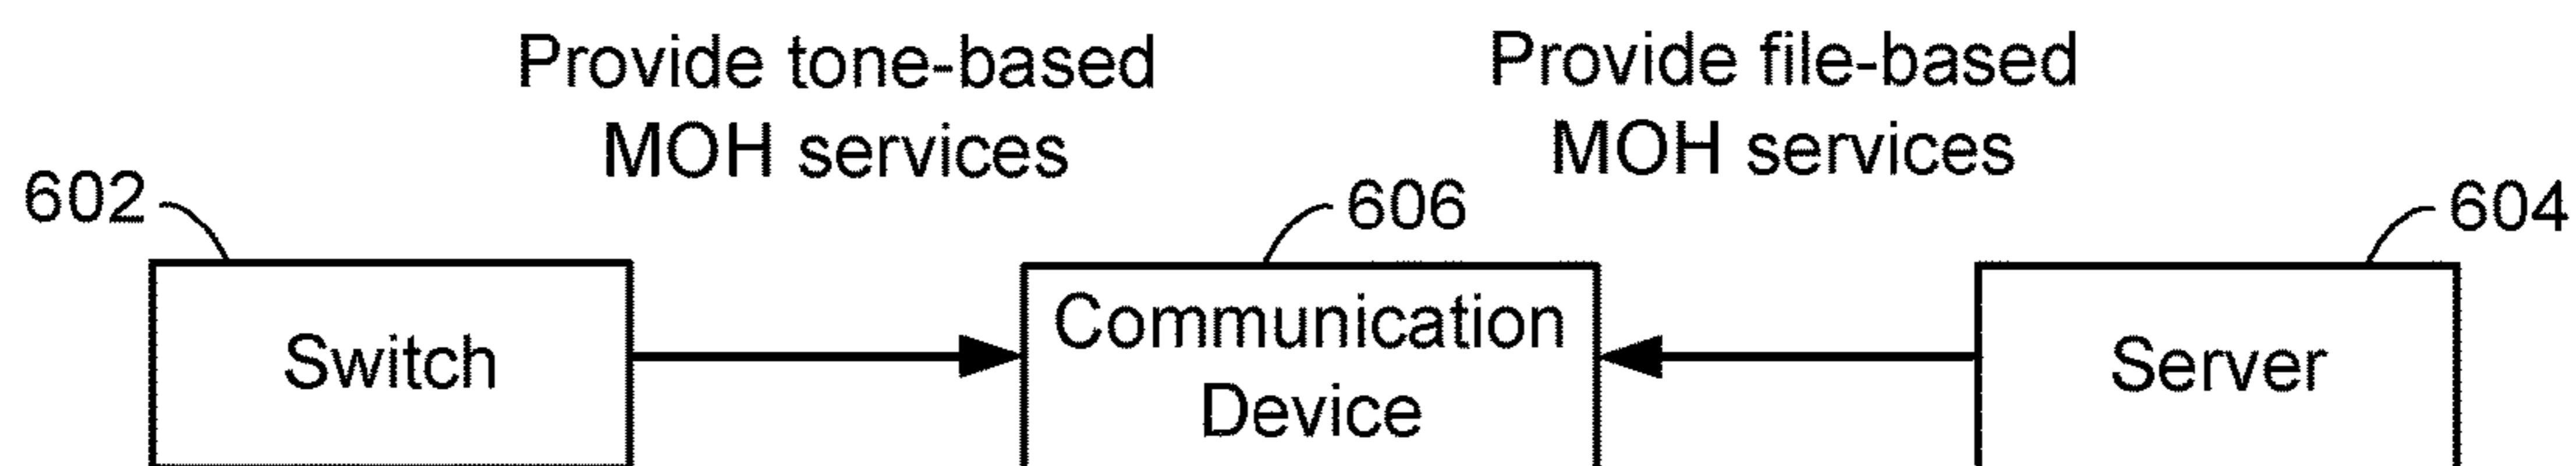 Provide tone-based
MOH services
Provide file-based
MOH services
602
606
604
Switch
Communication
Device
Server